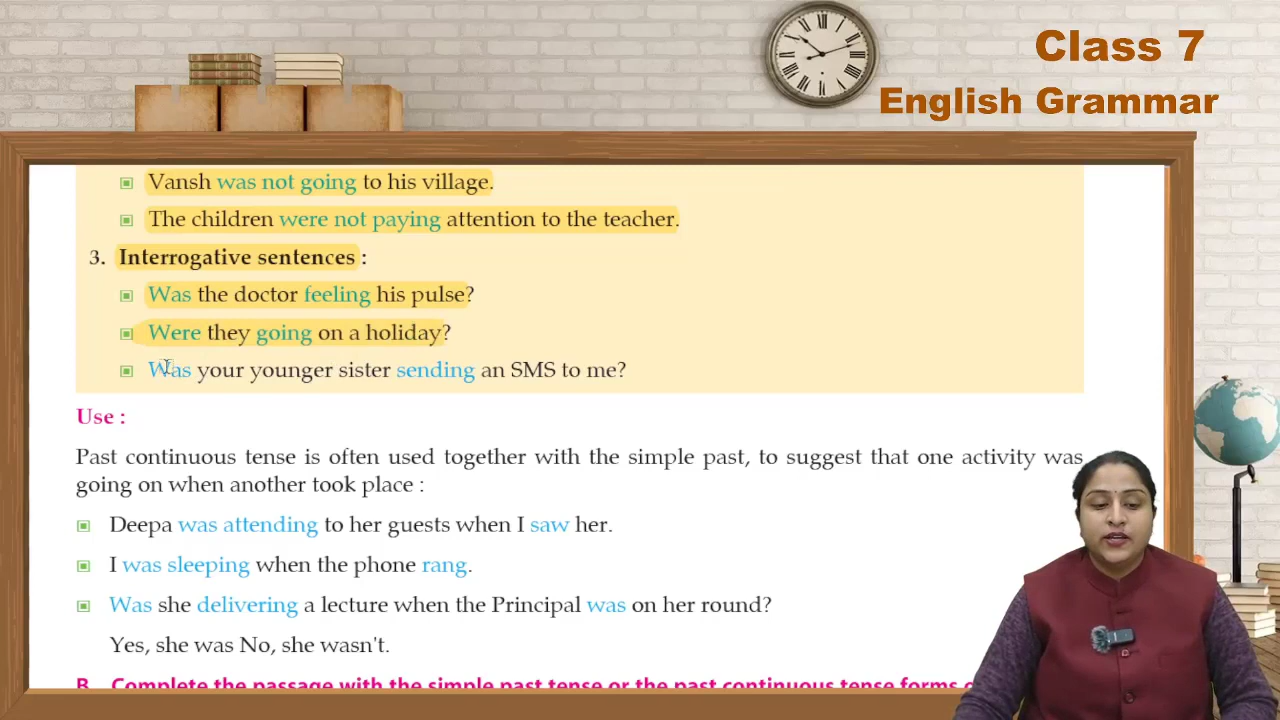 Class 7
English Grammar
Vansh was not going to his village.
The children were not paying attention to the teacher.
3. Interrogative sentences :
Was the doctor feeling his pulse?
Were they going on a holiday?
Was your younger sister sending an SMS to me?
Use :
Past continuous tense is often used together with the simple past, to suggest that one activity was
going on when another took place :
Deepa was attending to her guests when I saw her.
I was sleeping when the phone rang.
Was she delivering a lecture when the Principal was on her round?
Yes, she was No, she wasn't.
B. Complete the passage with the simple past tense or the past continuous tense forms